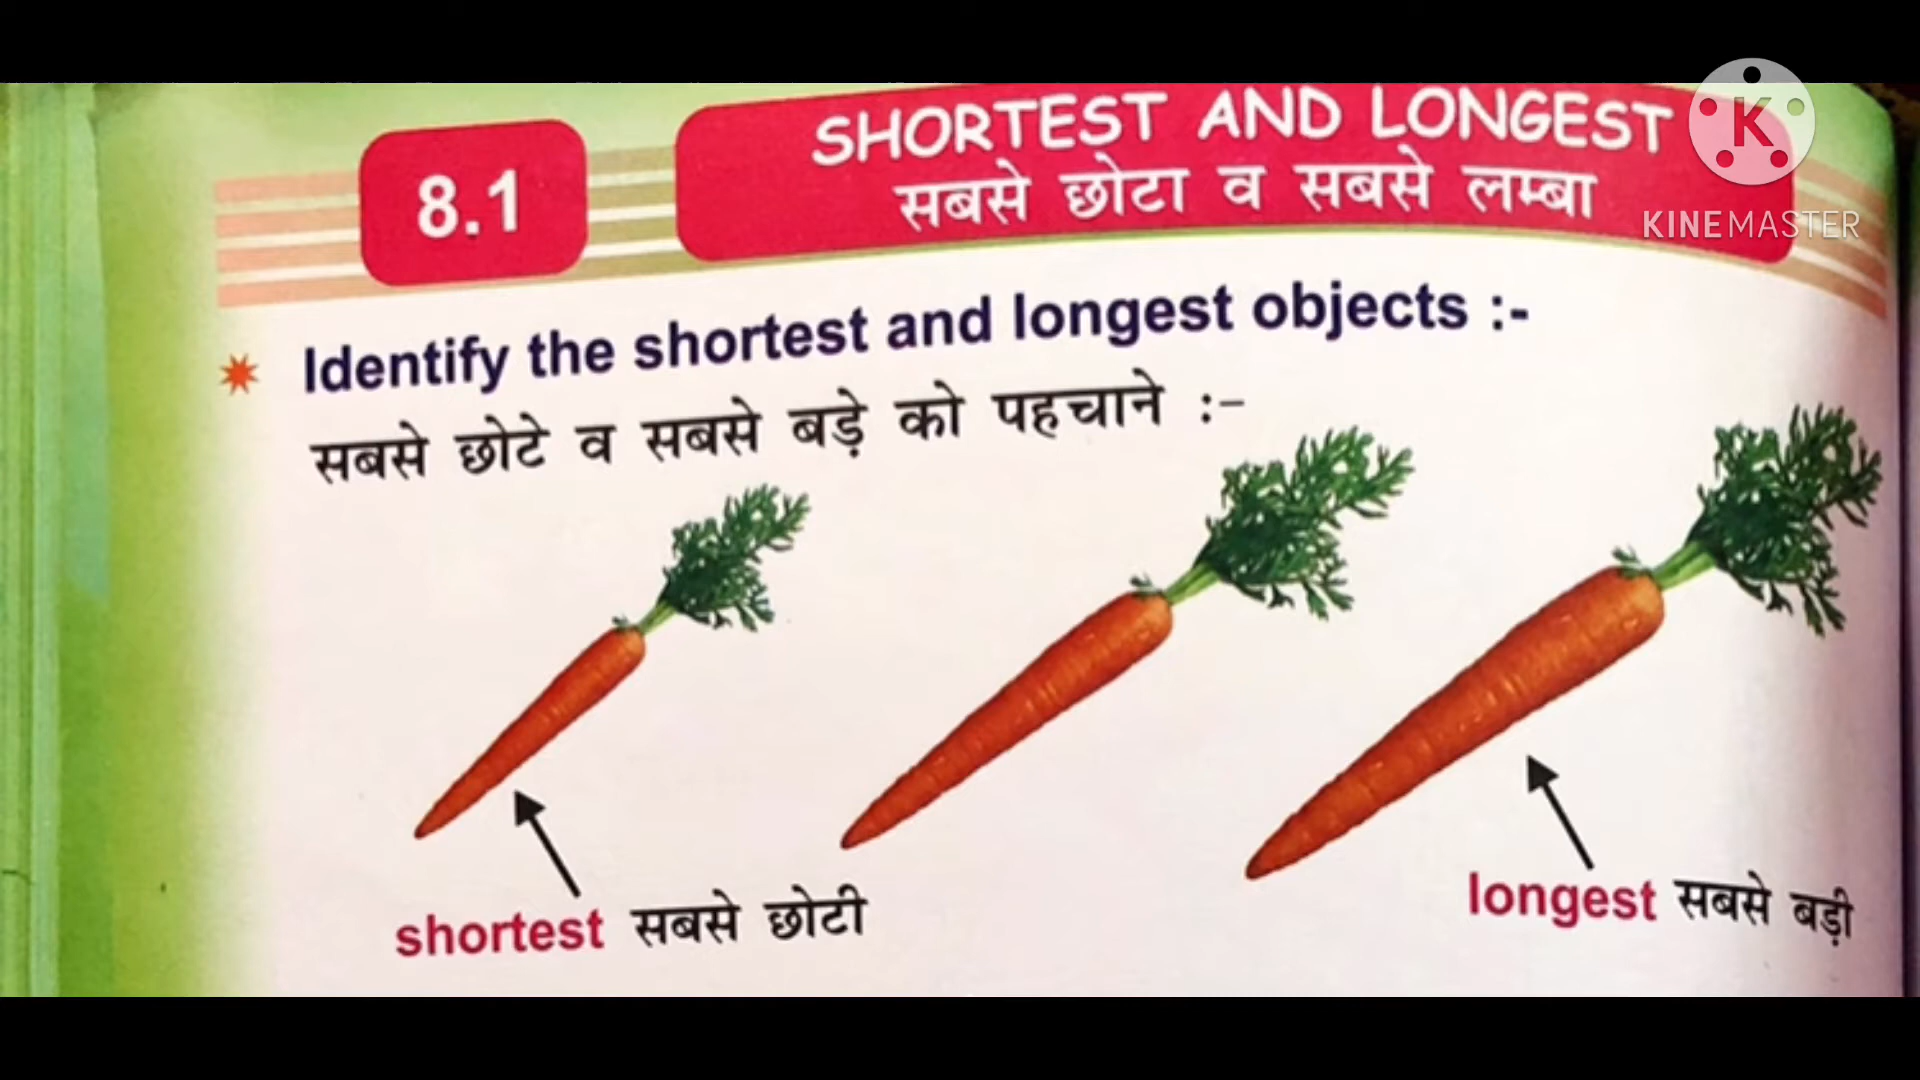 8.1
SHORTEST AND LONGEST
सबसे छोटा व सबसे लम्बा
K
KINEMASTER
Identify the shortest and longest objects :-
सबसे छोटे व सबसे बड़े को पहचाने :-
shortest सबसे छोटी
longest सबसे बड़ी